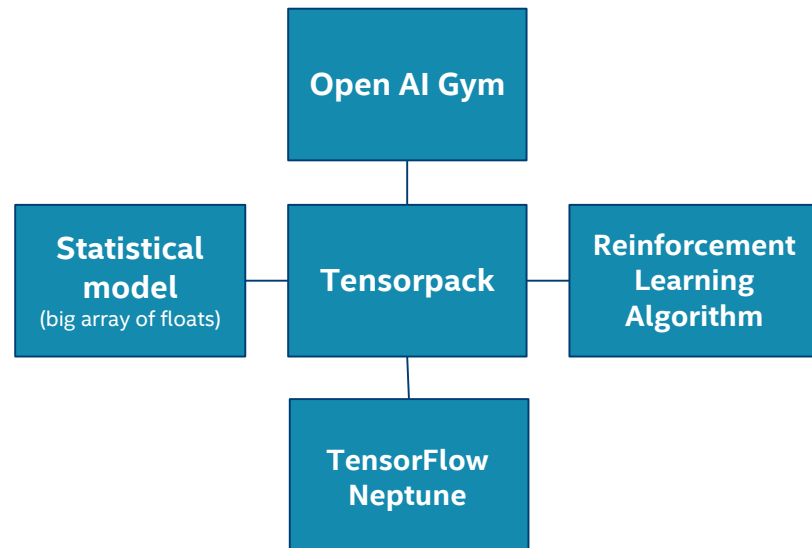 Open AI Gym
Statistical
model
(big array of floats)
Tensorpack
Reinforcement
Learning
Algorithm
TensorFlow
Neptune